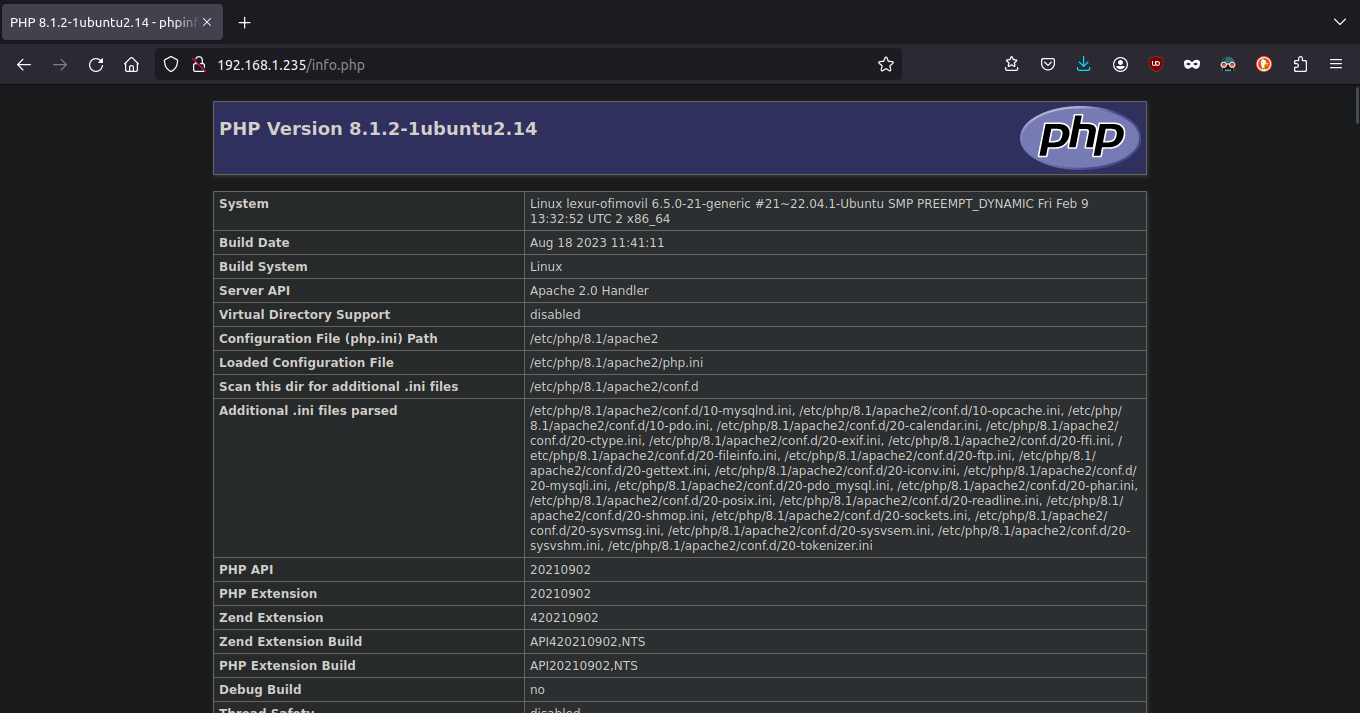 PHP 8.1.2-1ubuntu2.14 - phpinf
192.168.1.235/info.php
PHP Version 8.1.2-1ubuntu2.14
php
System
Linux lexur-ofimovil 6.5.0-21-generic #21~22.04.1-Ubuntu SMP PREEMPT_DYNAMIC Fri Feb 9
13:32:52 UTC 2 x86_64
Build Date
Aug 18 2023 11:41:11
Build System
Linux
Server API
Apache 2.0 Handler
Virtual Directory Support
disabled
Configuration File (php.ini) Path
/etc/php/8.1/apache2
Loaded Configuration File
/etc/php/8.1/apache2/php.ini
Scan this dir for additional .ini files
/etc/php/8.1/apache2/conf.d
Additional .ini files parsed
/etc/php/8.1/apache2/conf.d/10-mysqlnd.ini, /etc/php/8.1/apache2/conf.d/10-opcache.ini, /etc/php/
8.1/apache2/conf.d/10-pdo.ini, /etc/php/8.1/apache2/conf.d/20-calendar.ini, /etc/php/8.1/apache2/
conf.d/20-ctype.ini, /etc/php/8.1/apache2/conf.d/20-exif.ini, /etc/php/8.1/apache2/conf.d/20-ffi.ini, /
etc/php/8.1/apache2/conf.d/20-fileinfo.ini, /etc/php/8.1/apache2/conf.d/20-ftp.ini, /etc/php/8.1/
apache2/conf.d/20-gettext.ini, /etc/php/8.1/apache2/conf.d/20-iconv.ini, /etc/php/8.1/apache2/conf.d/
20-mysqli.ini, /etc/php/8.1/apache2/conf.d/20-pdo_mysql.ini, /etc/php/8.1/apache2/conf.d/20-phar.ini,
/etc/php/8.1/apache2/conf.d/20-posix.ini, /etc/php/8.1/apache2/conf.d/20-readline.ini, /etc/php/8.1/
apache2/conf.d/20-shmop.ini, /etc/php/8.1/apache2/conf.d/20-sockets.ini, /etc/php/8.1/apache2/
conf.d/20-sysvmsg.ini, /etc/php/8.1/apache2/conf.d/20-sysvsem.ini, /etc/php/8.1/apache2/conf.d/20-
sysvshm.ini, /etc/php/8.1/apache2/conf.d/20-tokenizer.ini
PHP API
20210902
PHP Extension
20210902
Zend Extension
420210902
Zend Extension Build
API420210902,NTS
PHP Extension Build
API20210902,NTS
Debug Build
no
Thread Safety
disabled